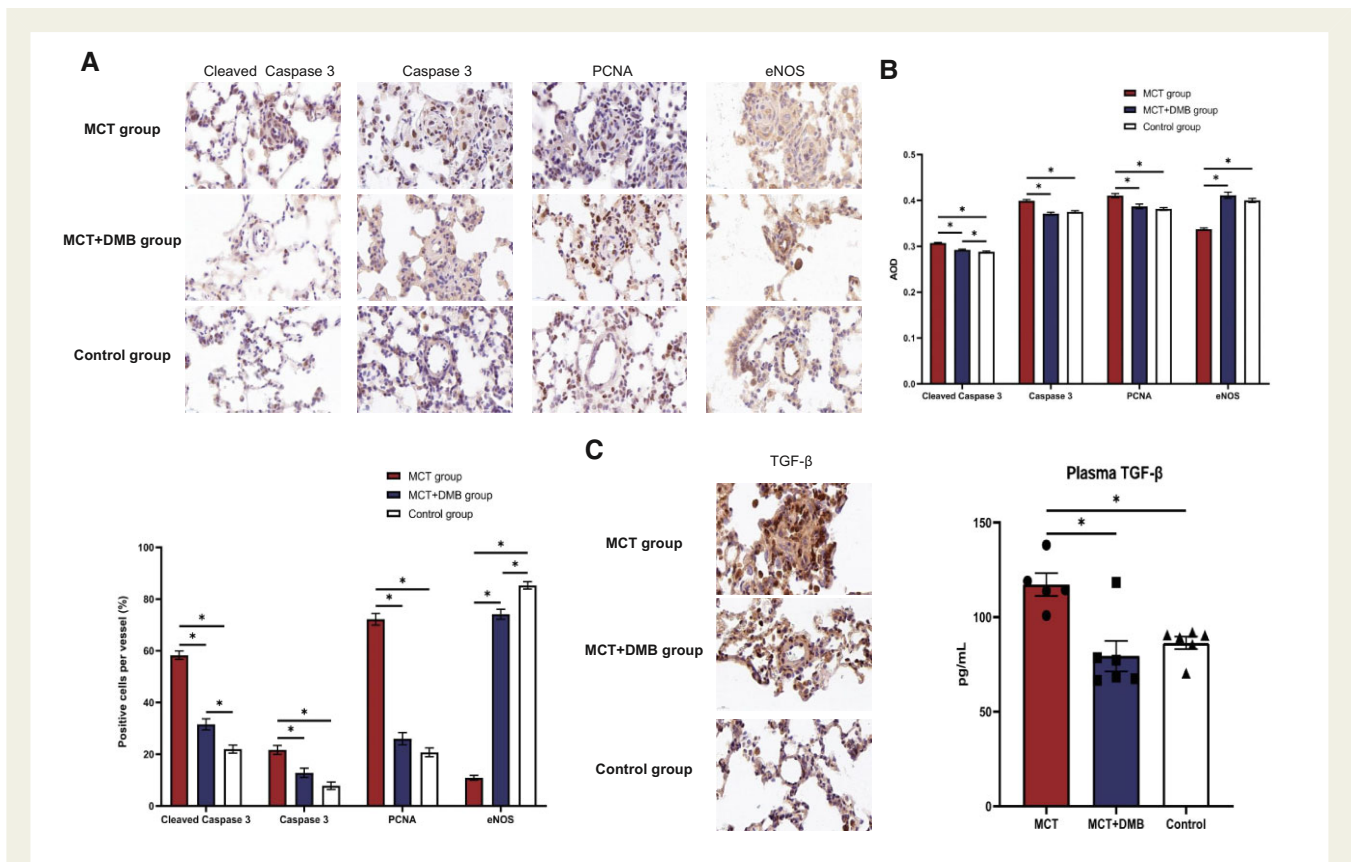 A
Cleaved Caspase 3 Caspase 3 PCNA eNOS
MCT group
MCT+DMB group
Control group
B
MCT group
MCT+DMB group
Control group
*
*
*
*
*
*
*
*
*
0.5
0.4
0.3
0.2
0.1
0.0
AOD
Cleaved Caspase 3 Caspase 3 PCNA eNOS
MCT group
MCT+DMB group
Control group
*
*
*
*
*
*
*
*
*
*
100
80
60
40
20
0
Positive cells per vessel (%)
Cleaved Caspase 3 Caspase 3 PCNA eNOS
C
TGF-β
MCT group
MCT+DMB group
Control group
Plasma TGF-β
*
*
150
100
50
0
pg/mL
MCT MCT+DMB Control